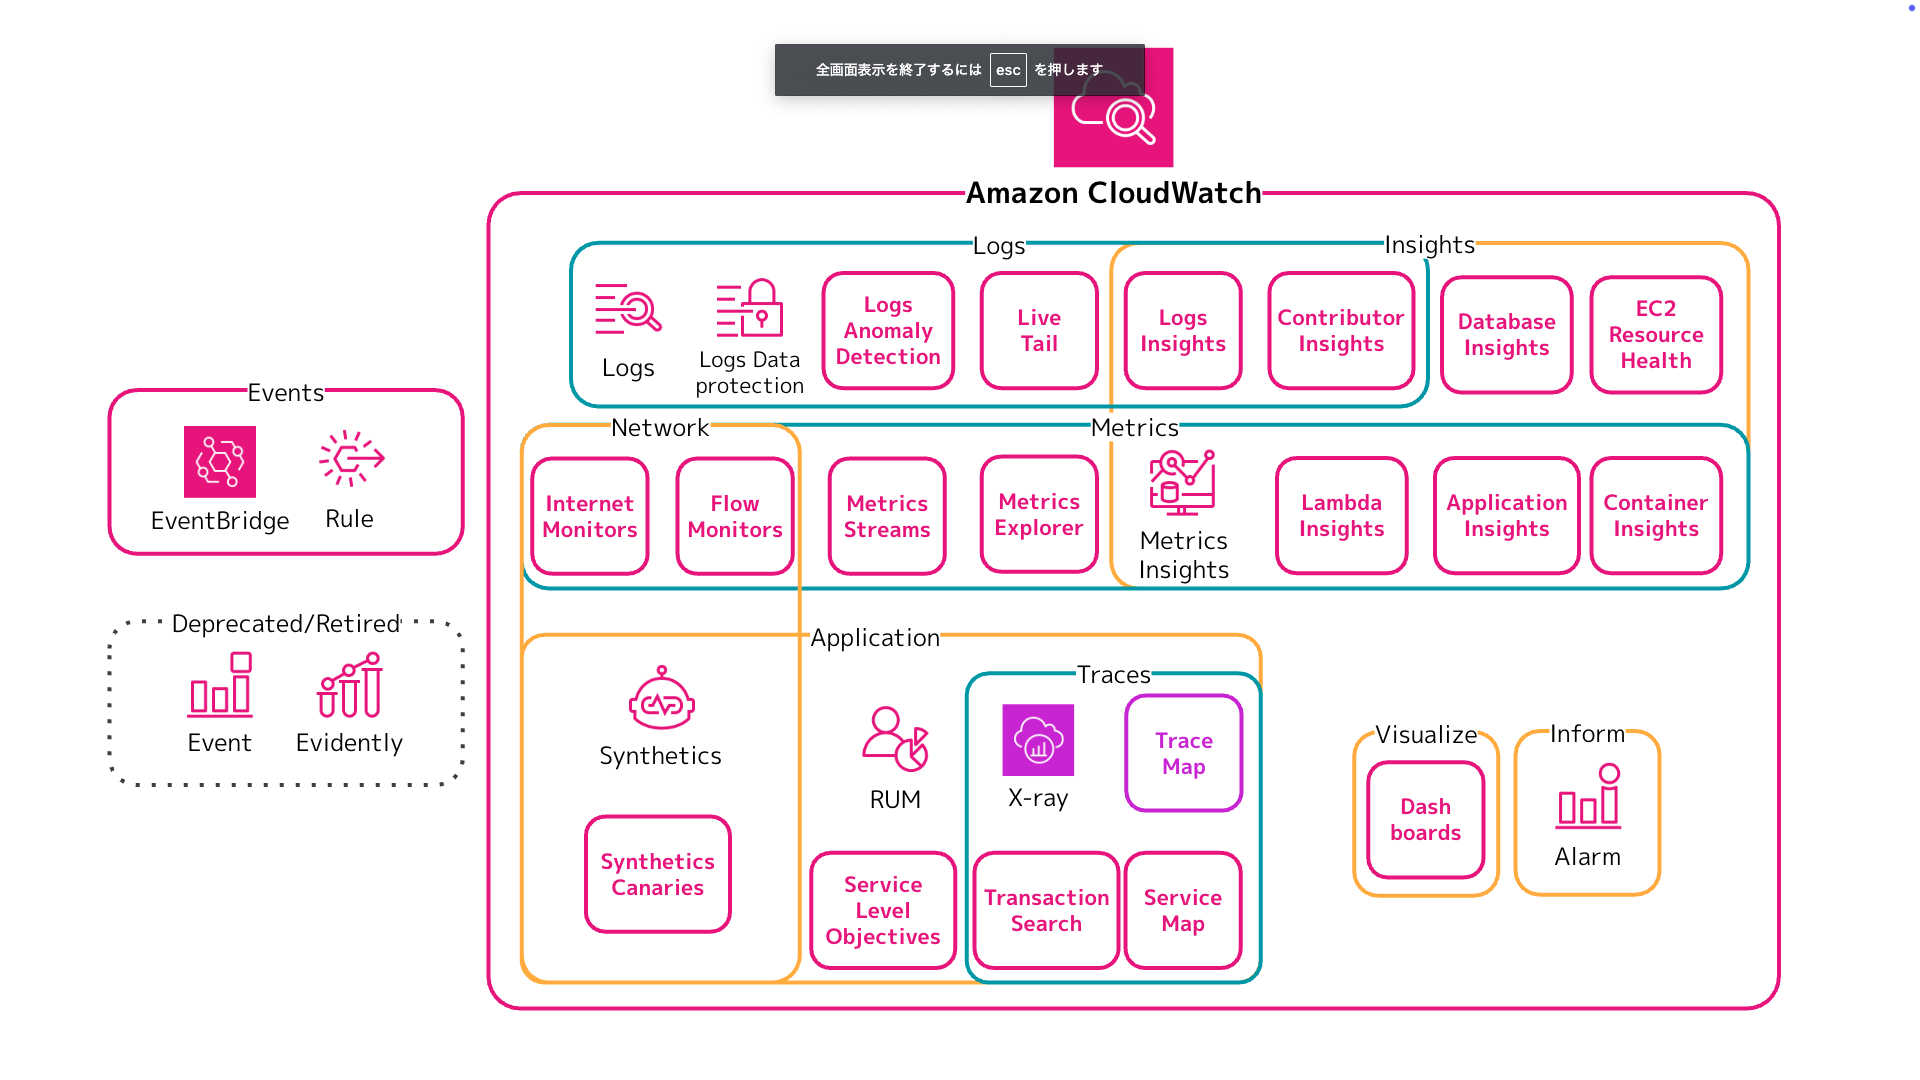 全画面表示を終了するには esc を押します
Amazon CloudWatch
Logs
Insights
Logs
Logs Data
protection
Logs
Anomaly
Detection
Live
Tail
Logs
Insights
Contributor
Insights
Database
Insights
EC2
Resource
Health
Events
EventBridge
Rule
Network
Metrics
Internet
Monitors
Flow
Monitors
Metrics
Streams
Metrics
Explorer
Metrics
Insights
Lambda
Insights
Application
Insights
Container
Insights
Deprecated/Retired
Event
Evidently
Application
Synthetics
Synthetics
Canaries
RUM
Service
Level
Objectives
Traces
X-ray
Trace
Map
Transaction
Search
Service
Map
Visualize
Dash
boards
Inform
Alarm